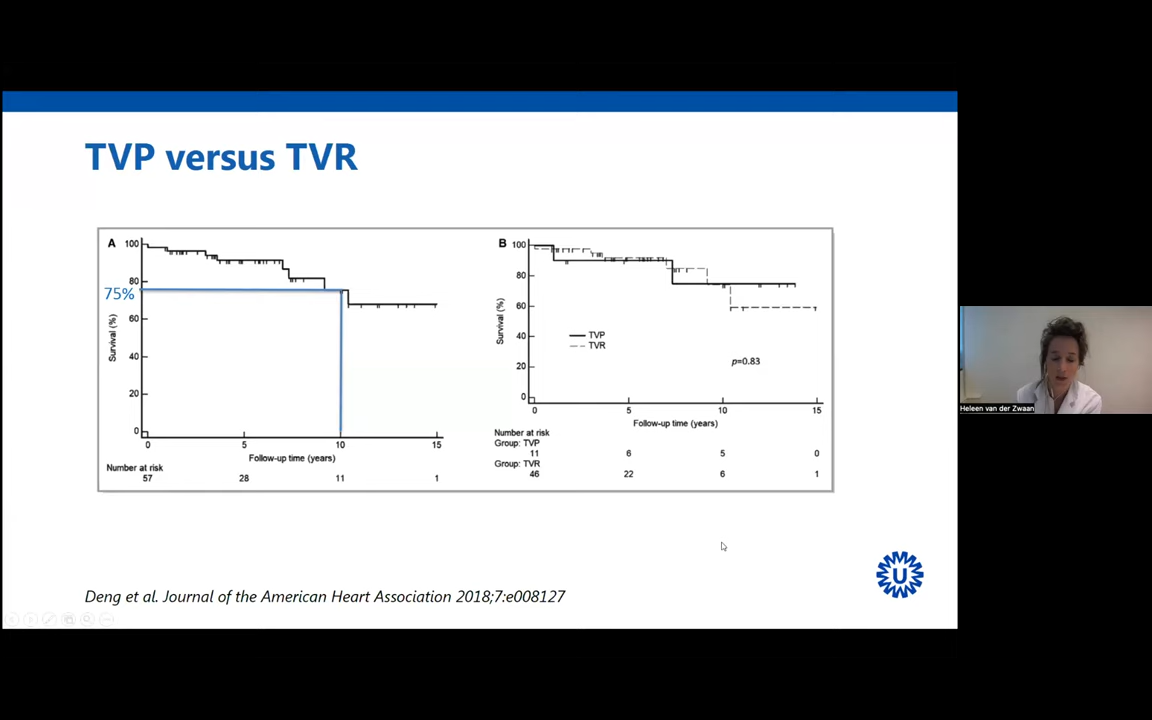 TVP versus TVR
A
100
80
75%
60
40
20
0
Survival (%)
0 5 10 15
Follow-up time (years)
Number at risk
57 28 11 1
B
100
80
60
40
20
0
Survival (%)
TVP
TVR
p=0.83
0 5 10 15
Follow-up time (years)
Number at risk
Group: TVP
11 6 5 0
Group: TVR
46 22 6 1
U
Deng et al. Journal of the American Heart Association 2018;7:e008127
Heleen van der Zwaan